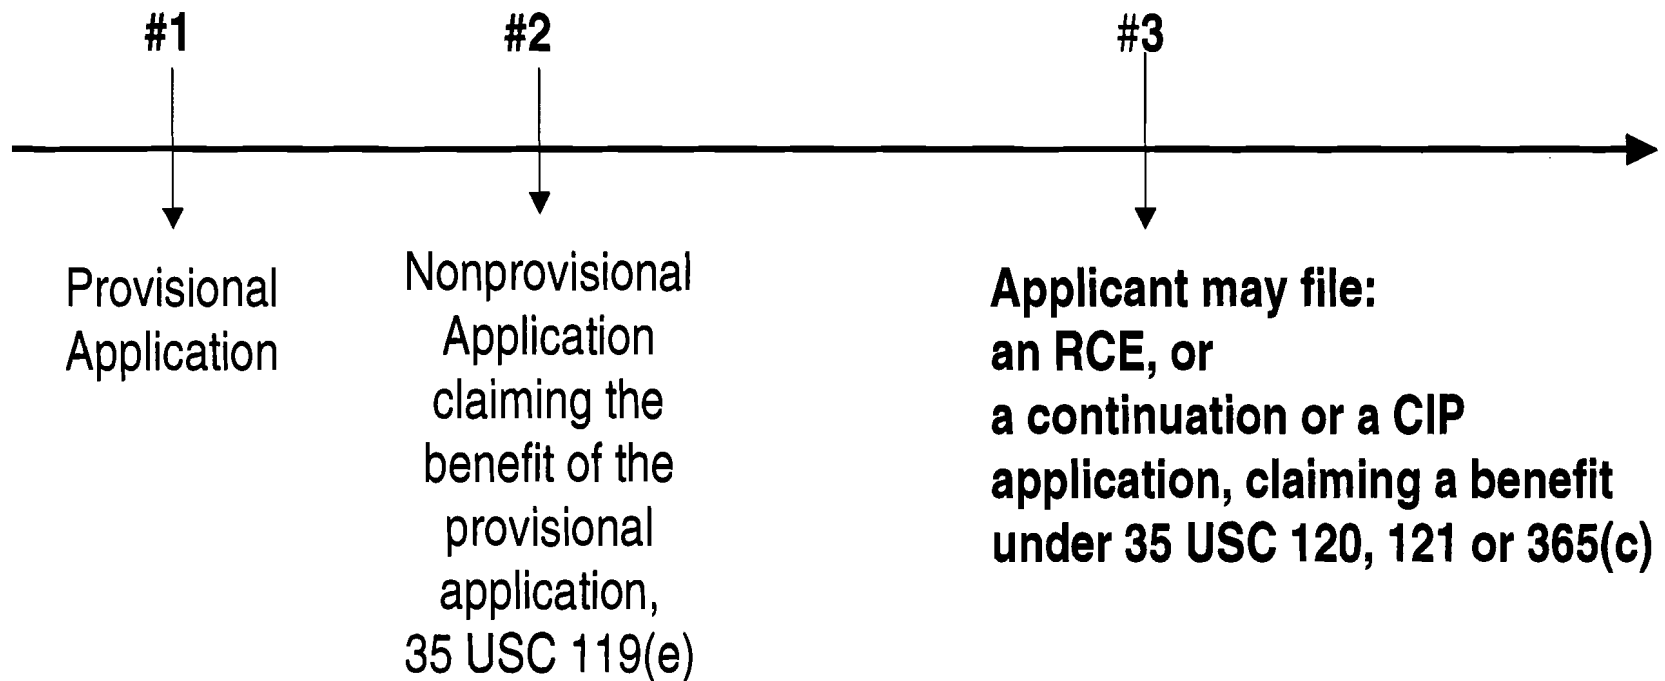 #1
#2
#3
Provisional
Application
Nonprovisional
Application
claiming the
benefit of the
provisional
application,
35 USC 119(e)
Applicant may file:
an RCE, or
a continuation or a CIP
application, claiming a benefit
under 35 USC 120, 121 or 365(c)